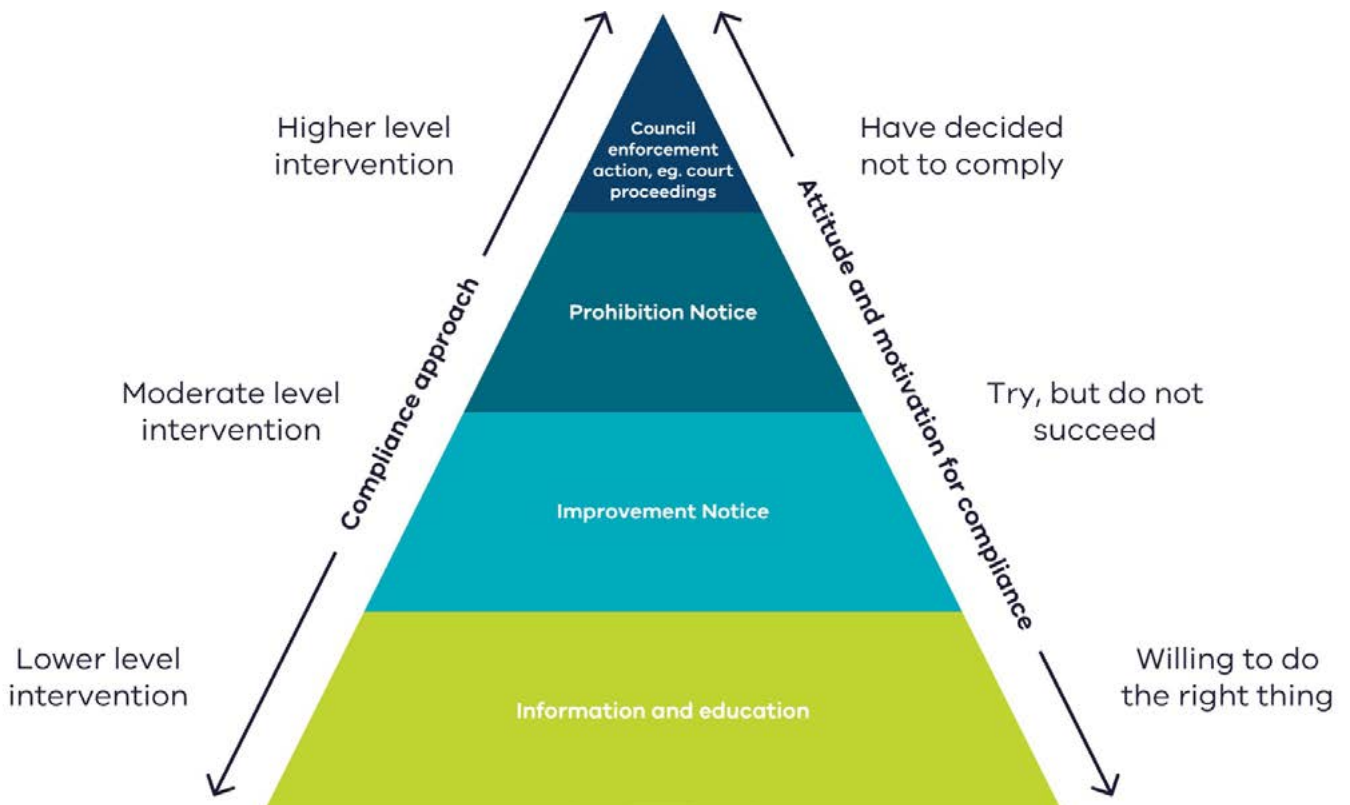 Higher level
intervention
Council
enforcement
action, eg. court
proceedings
Have decided
not to comply
Compliance approach
Attitude and motivation for compliance
Prohibition Notice
Moderate level
intervention
Try, but do not
succeed
Improvement Notice
Lower level
intervention
Information and education
Willing to do
the right thing